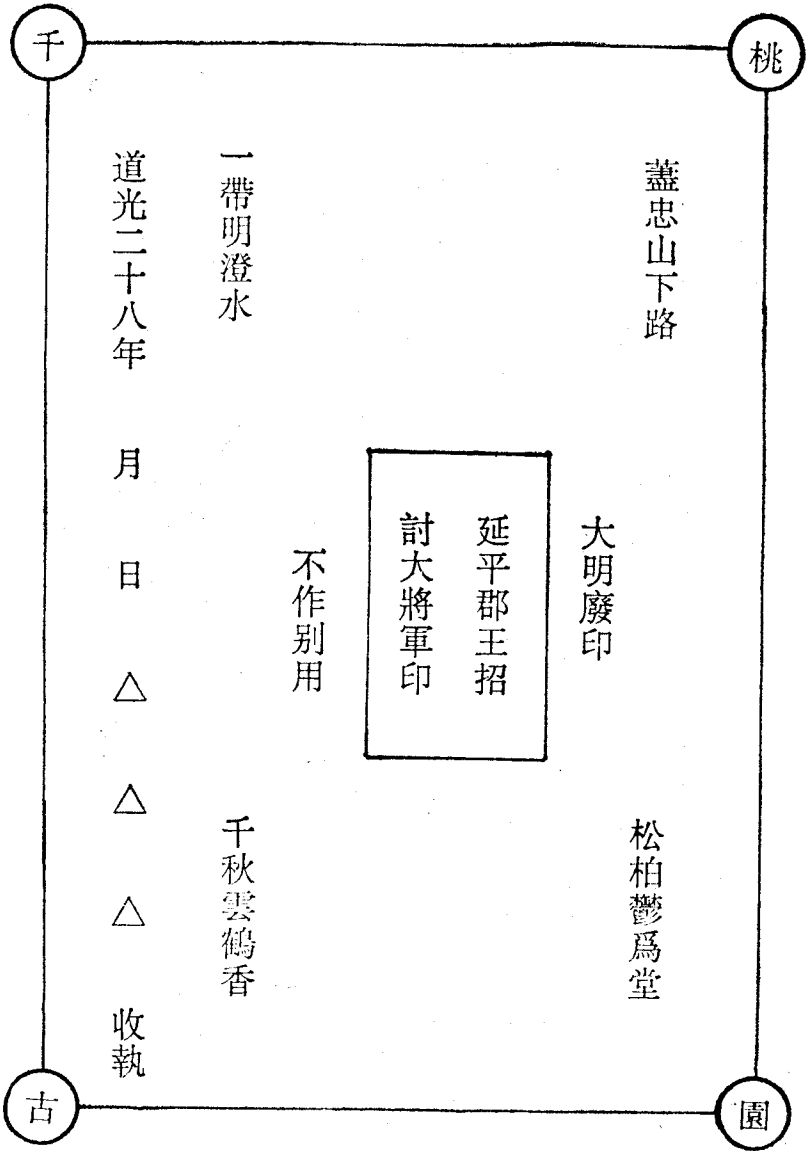 桃
園
藎忠山下路
松柏鬱爲堂
大明廢印
延平郡王招
討大將軍印
不作別用
一帶明澄水
千秋雲鶴香
道光二十八年 月 日 △ △ △ 收執
千
古